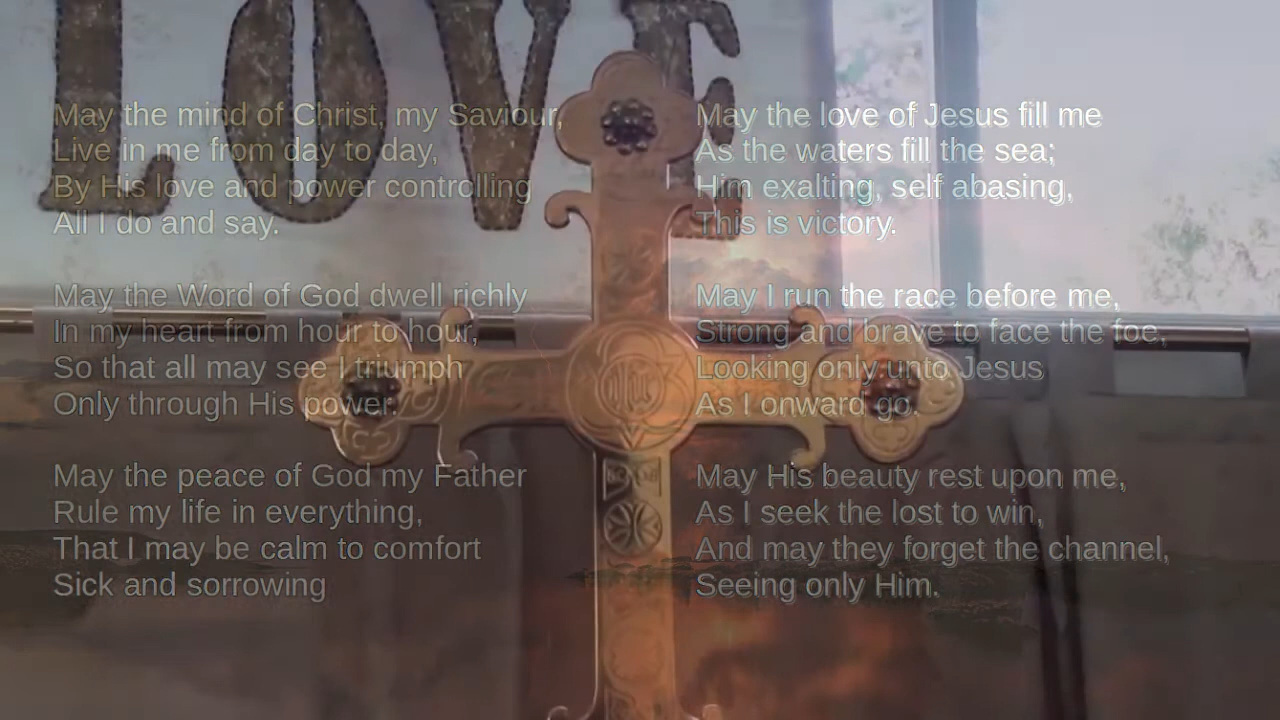 LOVE
May the mind of Christ, my Saviour,
Live in me from day to day,
By His love and power controlling
All I do and say.
May the Word of God dwell richly
In my heart from hour to hour,
So that all may see I triumph
Only through His power.
May the peace of God my Father
Rule my life in everything,
That I may be calm to comfort
Sick and sorrowing
May the love of Jesus fill me
As the waters fill the sea;
Him exalting, self abasing,
This is victory.
May I run the race before me,
Strong and brave to face the foe,
Looking only unto Jesus
As I onward go.
May His beauty rest upon me,
As I seek the lost to win,
And may they forget the channel,
Seeing only Him.